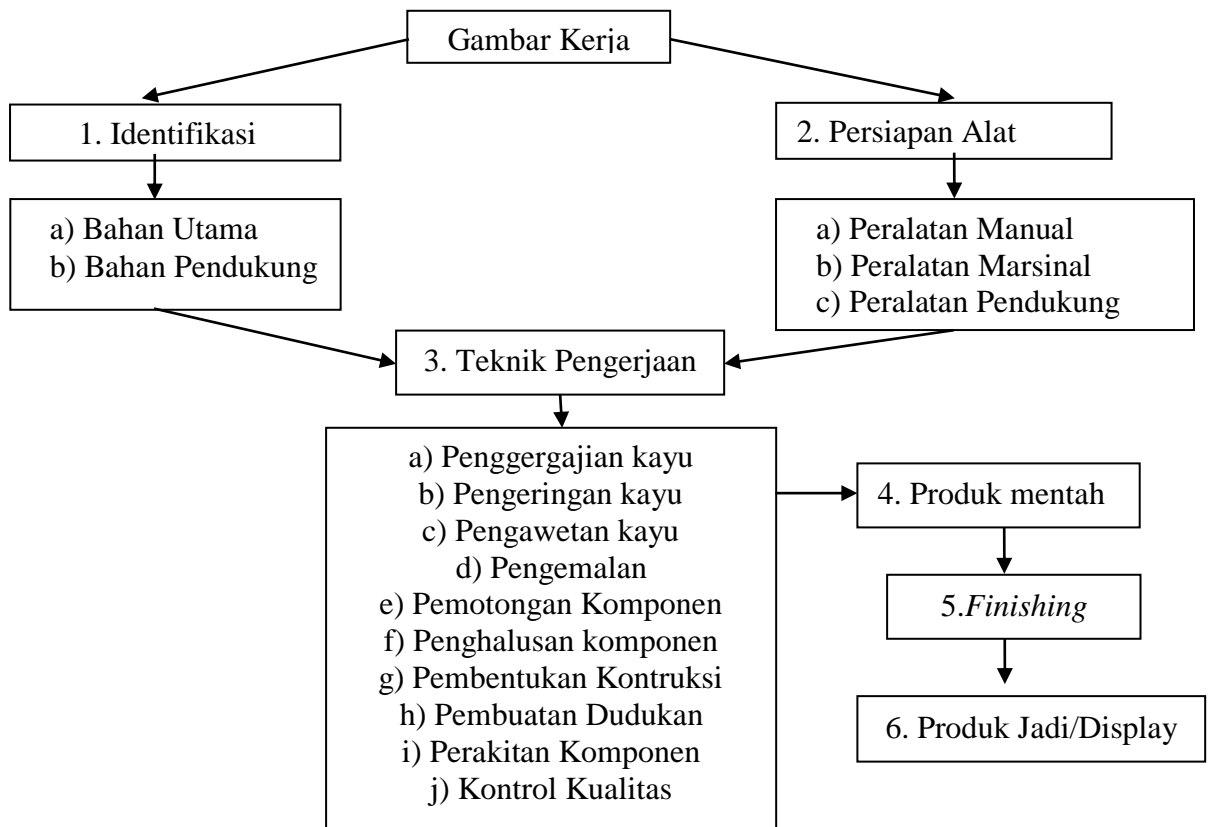 Gambar Kerja
1. Identifikasi
2. Persiapan Alat
a) Bahan Utama
b) Bahan Pendukung
a) Peralatan Manual
b) Peralatan Marsinal
c) Peralatan Pendukung
3. Teknik Pengerjaan
a) Penggergajian kayu
b) Pengeringan kayu
c) Pengawetan kayu
d) Pengemalan
e) Pemotongan Komponen
f) Penghalusan komponen
g) Pembentukan Kontruksi
h) Pembuatan Dudukan
i) Perakitan Komponen
j) Kontrol Kualitas
4. Produk mentah
5.Finishing
6. Produk Jadi/Display